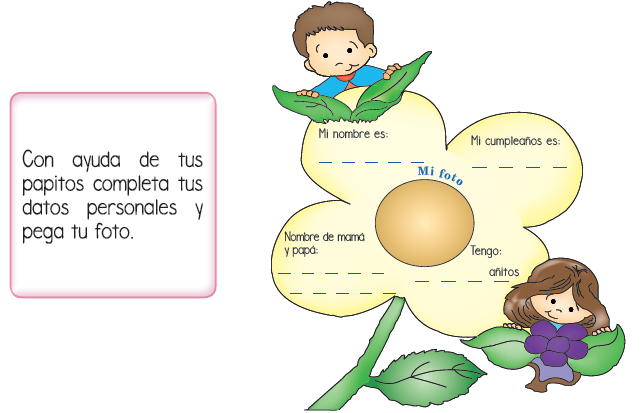 Con ayuda de tus
papitos completa tus
datos personales y
pega tu foto.
Mi nombre es:
Mi cumpleaños es:
Mi foto
Nombre de mamá
y papá:
Tengo:
añitos